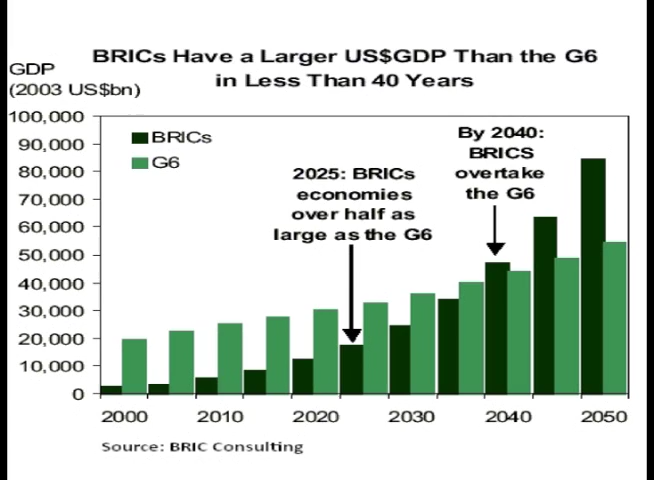 BRICs Have a Larger US$GDP Than the G6
in Less Than 40 Years
GDP
(2003 US$bn)
100,000
90,000
80,000
70,000
60,000
50,000
40,000
30,000
20,000
10,000
0
BRICs
G6
2025: BRICs
economies
over half as
large as the G6
By 2040:
BRICS
overtake
the G6
2000 2010 2020 2030 2040 2050
Source: BRIC Consulting